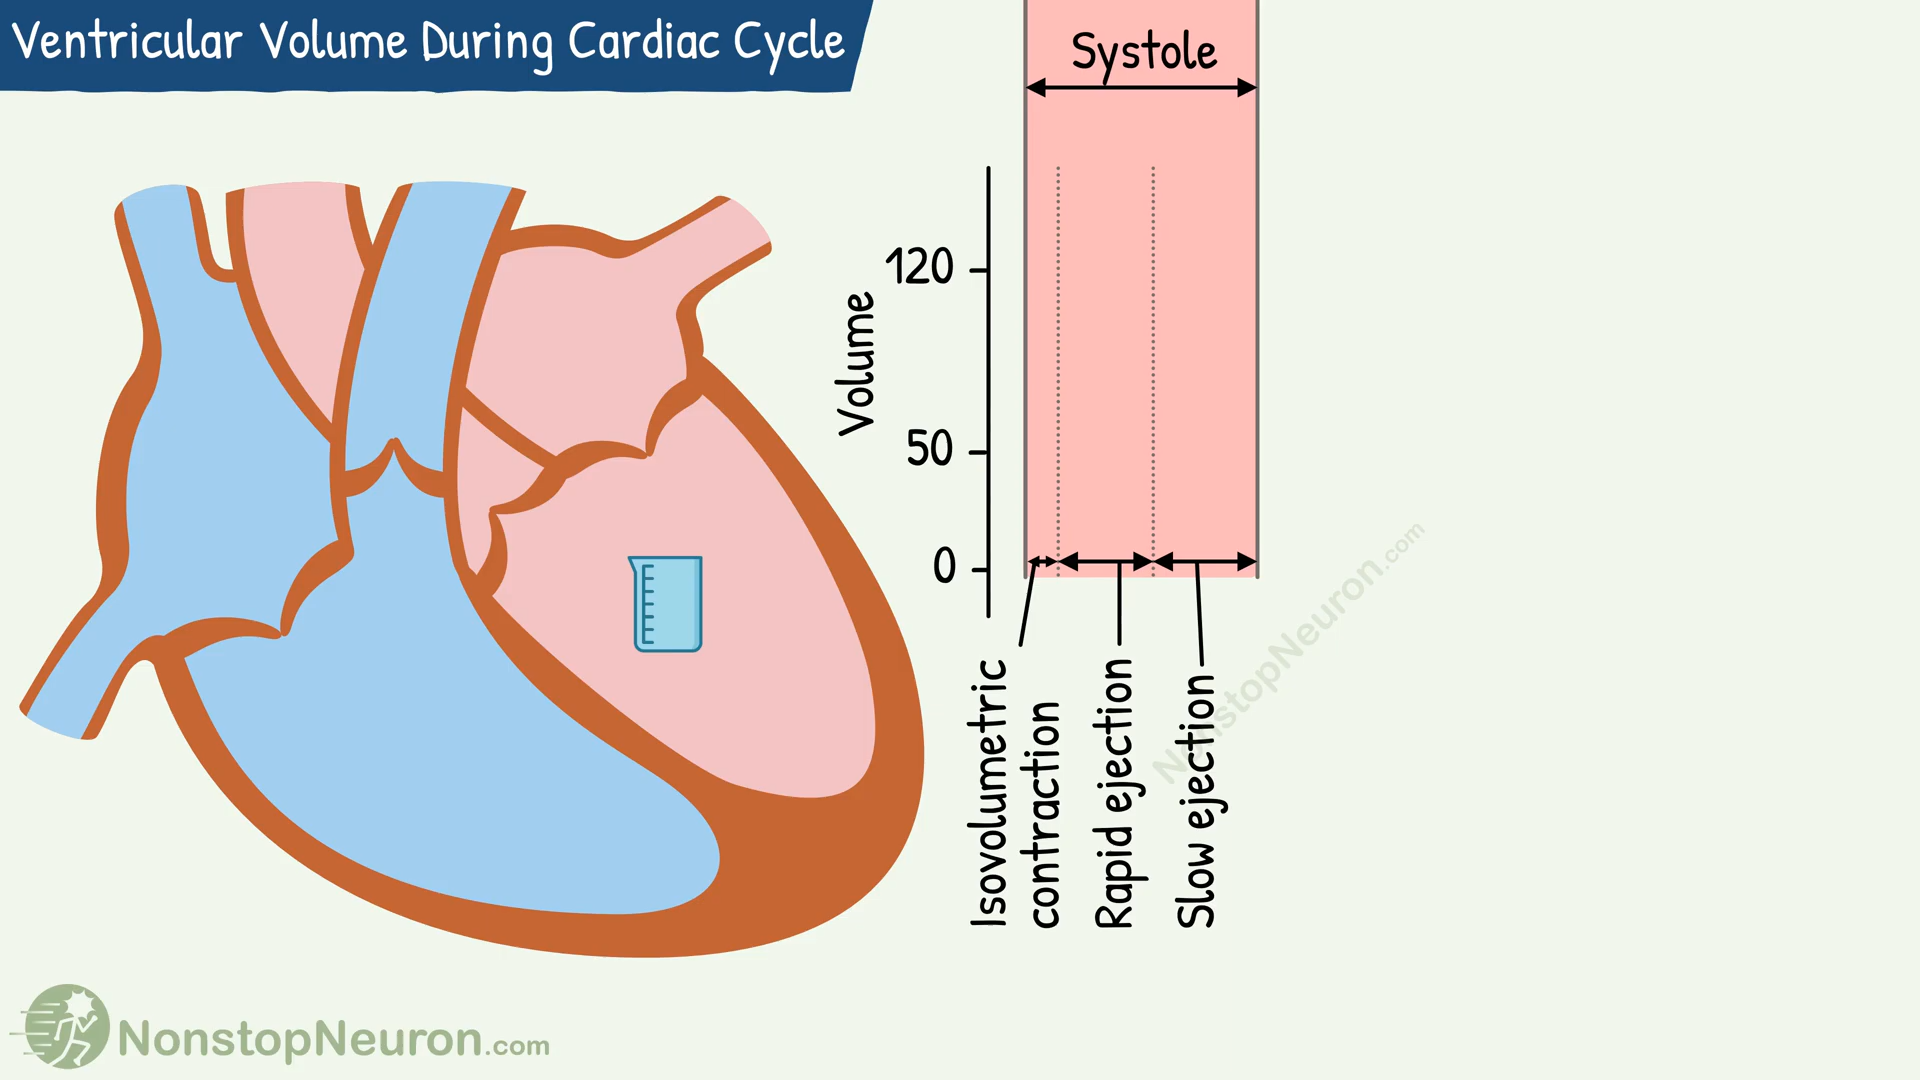 Ventricular Volume During Cardiac Cycle
Systole
Volume
120
50
0
Isovolumetric
contraction
Rapid ejection
Slow ejection
NonstopNeuron.com
NonstopNeuron.com